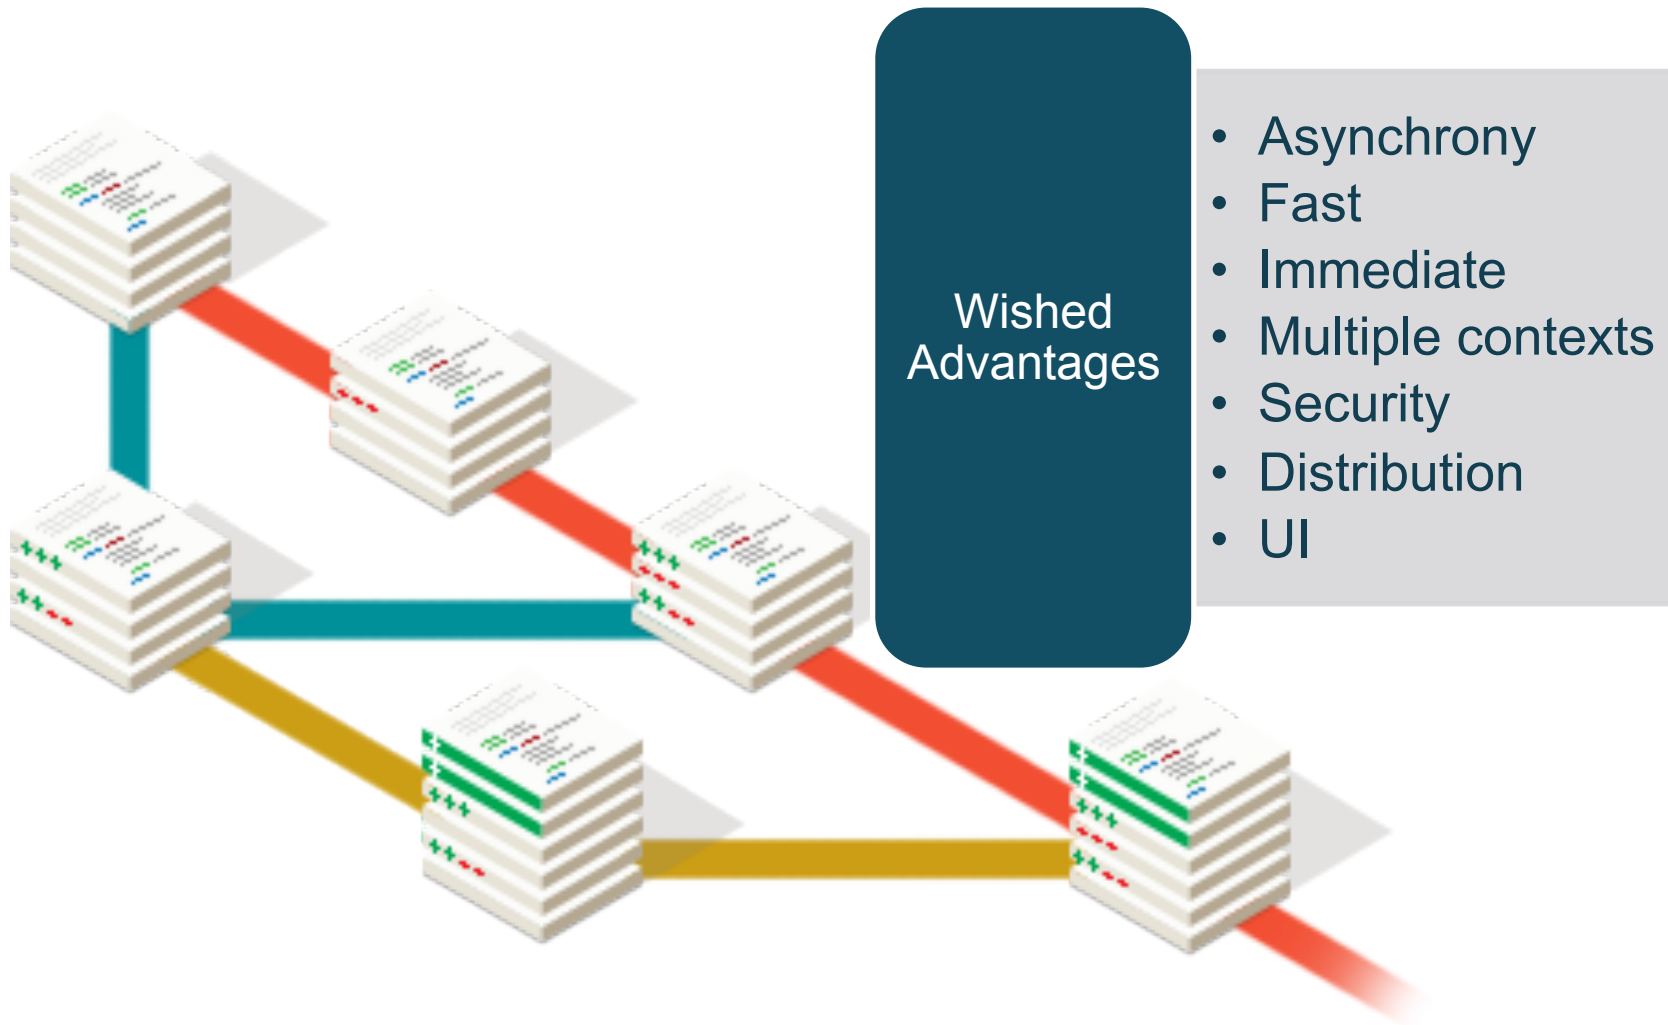 Wished
Advantages
• Asynchrony
• Fast
• Immediate
• Multiple contexts
• Security
• Distribution
• UI